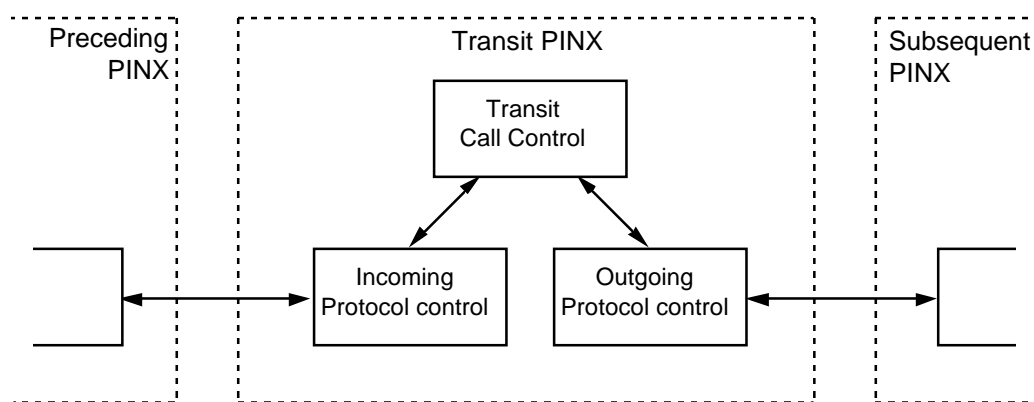 Preceding
PINX
Transit PINX
Subsequent
PINX
Transit
Call Control
Incoming
Protocol control
Outgoing
Protocol control